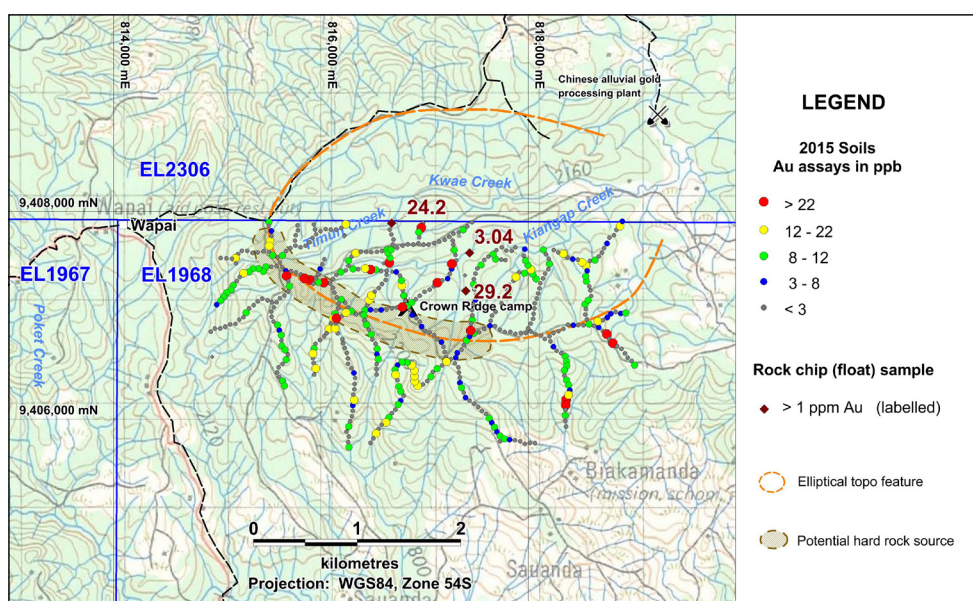 814,000 mE
816,000 mE
818,000 mE
Chinese alluvial gold
processing plant
EL2306
Kwae Creek
2160
9,408,000 mN
Wapai
Wapai
24.2
Timun Creek
Kiangap Creek
3.04
EL1967
EL1968
29.2
Crown Ridge camp
Poket Creek
9,406,000 mN
Biakamanda
(mission, school,
0 1 2
kilometres
Projection: WGS84, Zone 54S
Sauanda
Sauanda
LEGEND
2015 Soils
Au assays in ppb
> 22
12 - 22
8 - 12
3 - 8
< 3
Rock chip (float) sample
> 1 ppm Au (labelled)
Elliptical topo feature
Potential hard rock source